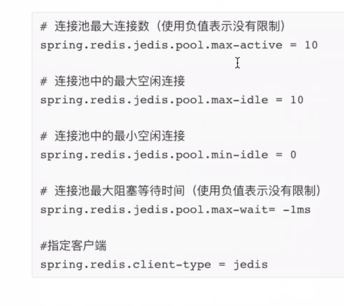 # 连接池最大连接数（使用负值表示没有限制）
spring.redis.jedis.pool.max-active = 10
# 连接池中的最大空闲连接
spring.redis.jedis.pool.max-idle = 10
# 连接池中的最小空闲连接
spring.redis.jedis.pool.min-idle = 0
# 连接池最大阻塞等待时间（使用负值表示没有限制）
spring.redis.jedis.pool.max-wait= -1ms
#指定客户端
spring.redis.client-type = jedis